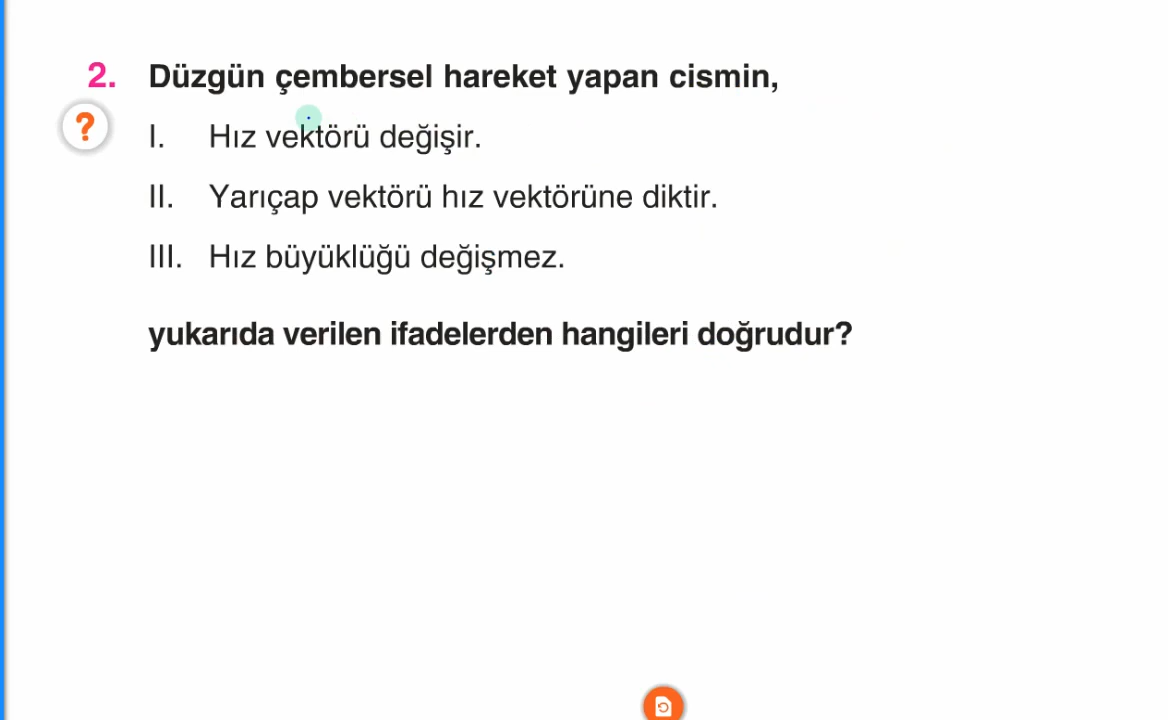 2. Düzgün çembersel hareket yapan cismin,
?
I. Hız vektörü değişir.
II. Yarıçap vektörü hız vektörüne diktir.
III. Hız büyüklüğü değişmez.
yukarıda verilen ifadelerden hangileri doğrudur?